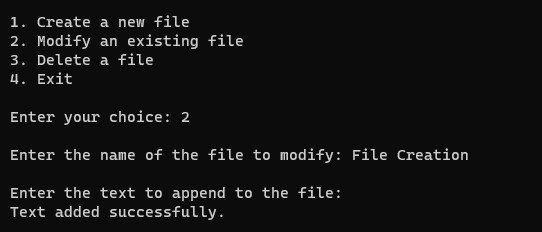 1. Create a new file
2. Modify an existing file
3. Delete a file
4. Exit
Enter your choice: 2
Enter the name of the file to modify: File Creation
Enter the text to append to the file:
Text added successfully.